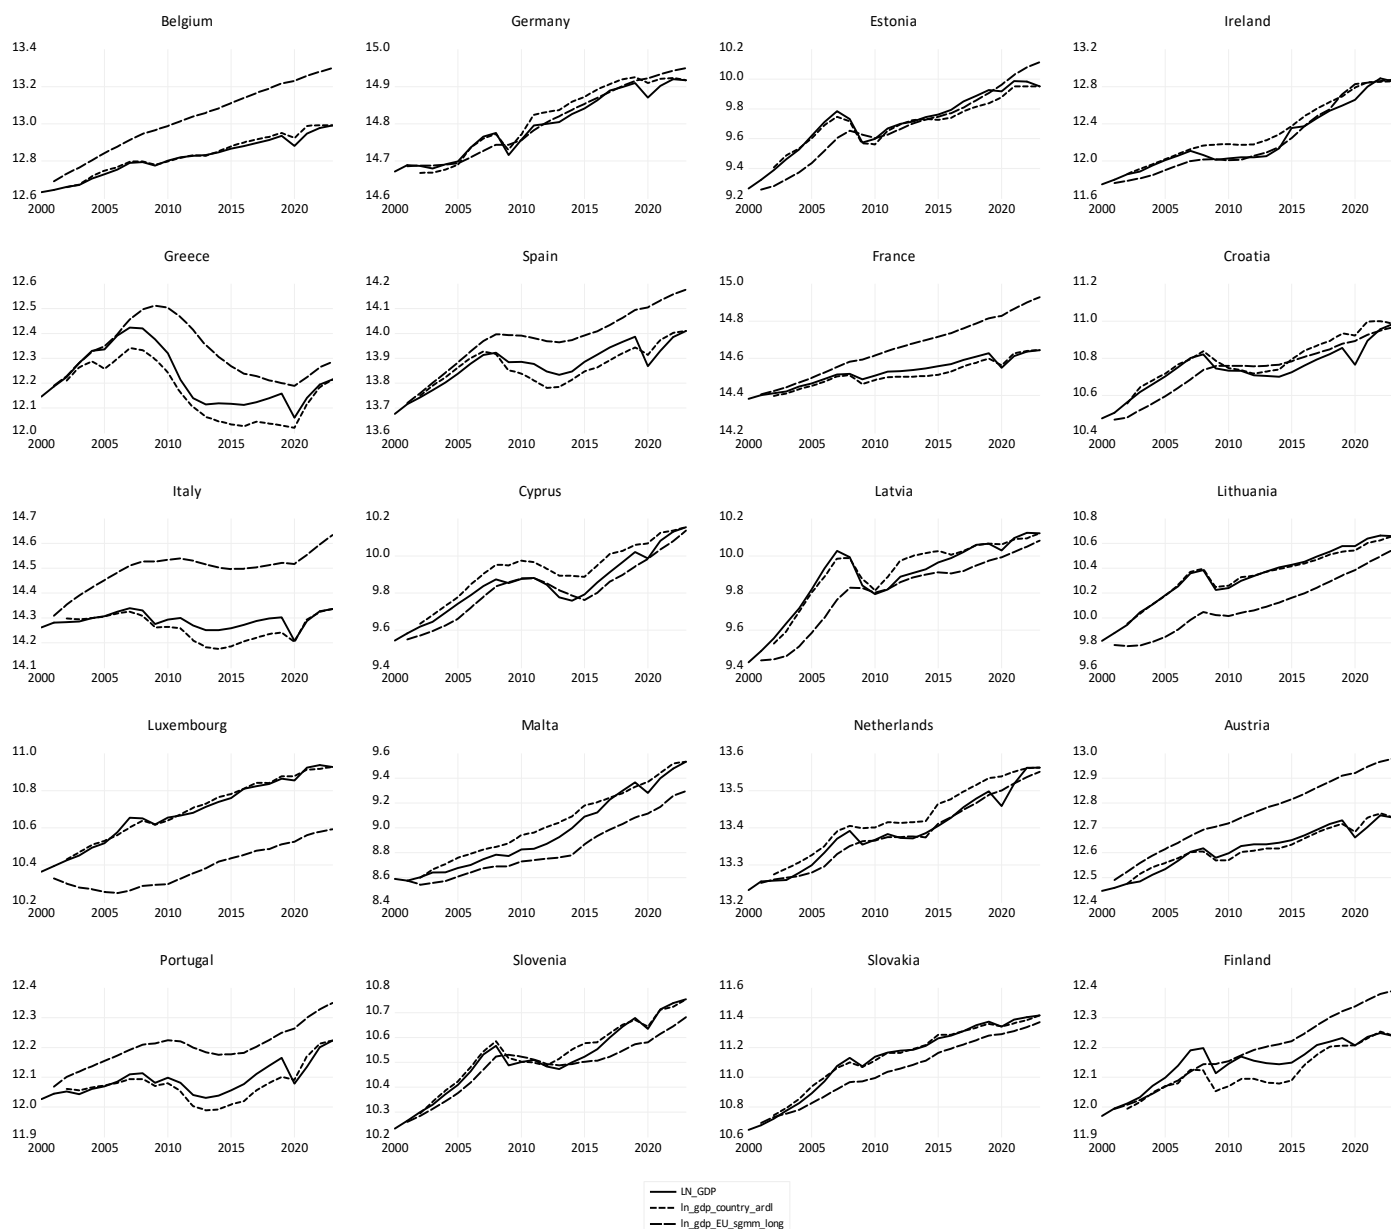 Belgium
13.4
13.2
13.0
12.8
12.6
2000 2005 2010 2015 2020
Germany
15.0
14.9
14.8
14.7
14.6
2000 2005 2010 2015 2020
Estonia
10.2
10.0
9.8
9.6
9.4
9.2
2000 2005 2010 2015 2020
Ireland
13.2
12.8
12.4
12.0
11.6
2000 2005 2010 2015 2020
Greece
12.6
12.5
12.4
12.3
12.2
12.1
12.0
2000 2005 2010 2015 2020
Spain
14.2
14.1
14.0
13.9
13.8
13.7
13.6
2000 2005 2010 2015 2020
France
15.0
14.8
14.6
14.4
14.2
2000 2005 2010 2015 2020
Croatia
11.2
11.0
10.8
10.6
10.4
2000 2005 2010 2015 2020
Italy
14.7
14.6
14.5
14.4
14.3
14.2
14.1
2000 2005 2010 2015 2020
Cyprus
10.2
10.0
9.8
9.6
9.4
2000 2005 2010 2015 2020
Latvia
10.2
10.0
9.8
9.6
9.4
2000 2005 2010 2015 2020
Lithuania
10.8
10.6
10.4
10.2
10.0
9.8
9.6
2000 2005 2010 2015 2020
Luxembourg
11.0
10.8
10.6
10.4
10.2
2000 2005 2010 2015 2020
Malta
9.6
9.4
9.2
9.0
8.8
8.6
8.4
2000 2005 2010 2015 2020
Netherlands
13.6
13.5
13.4
13.3
13.2
2000 2005 2010 2015 2020
Austria
13.0
12.9
12.8
12.7
12.6
12.5
12.4
2000 2005 2010 2015 2020
Portugal
12.4
12.3
12.2
12.1
12.0
11.9
2000 2005 2010 2015 2020
Slovenia
10.8
10.7
10.6
10.5
10.4
10.3
10.2
2000 2005 2010 2015 2020
Slovakia
11.6
11.4
11.2
11.0
10.8
10.6
2000 2005 2010 2015 2020
Finland
12.4
12.3
12.2
12.1
12.0
11.9
2000 2005 2010 2015 2020
LN_GDP
ln_gdp_country_ardl
ln_gdp_EU_sgmm_long